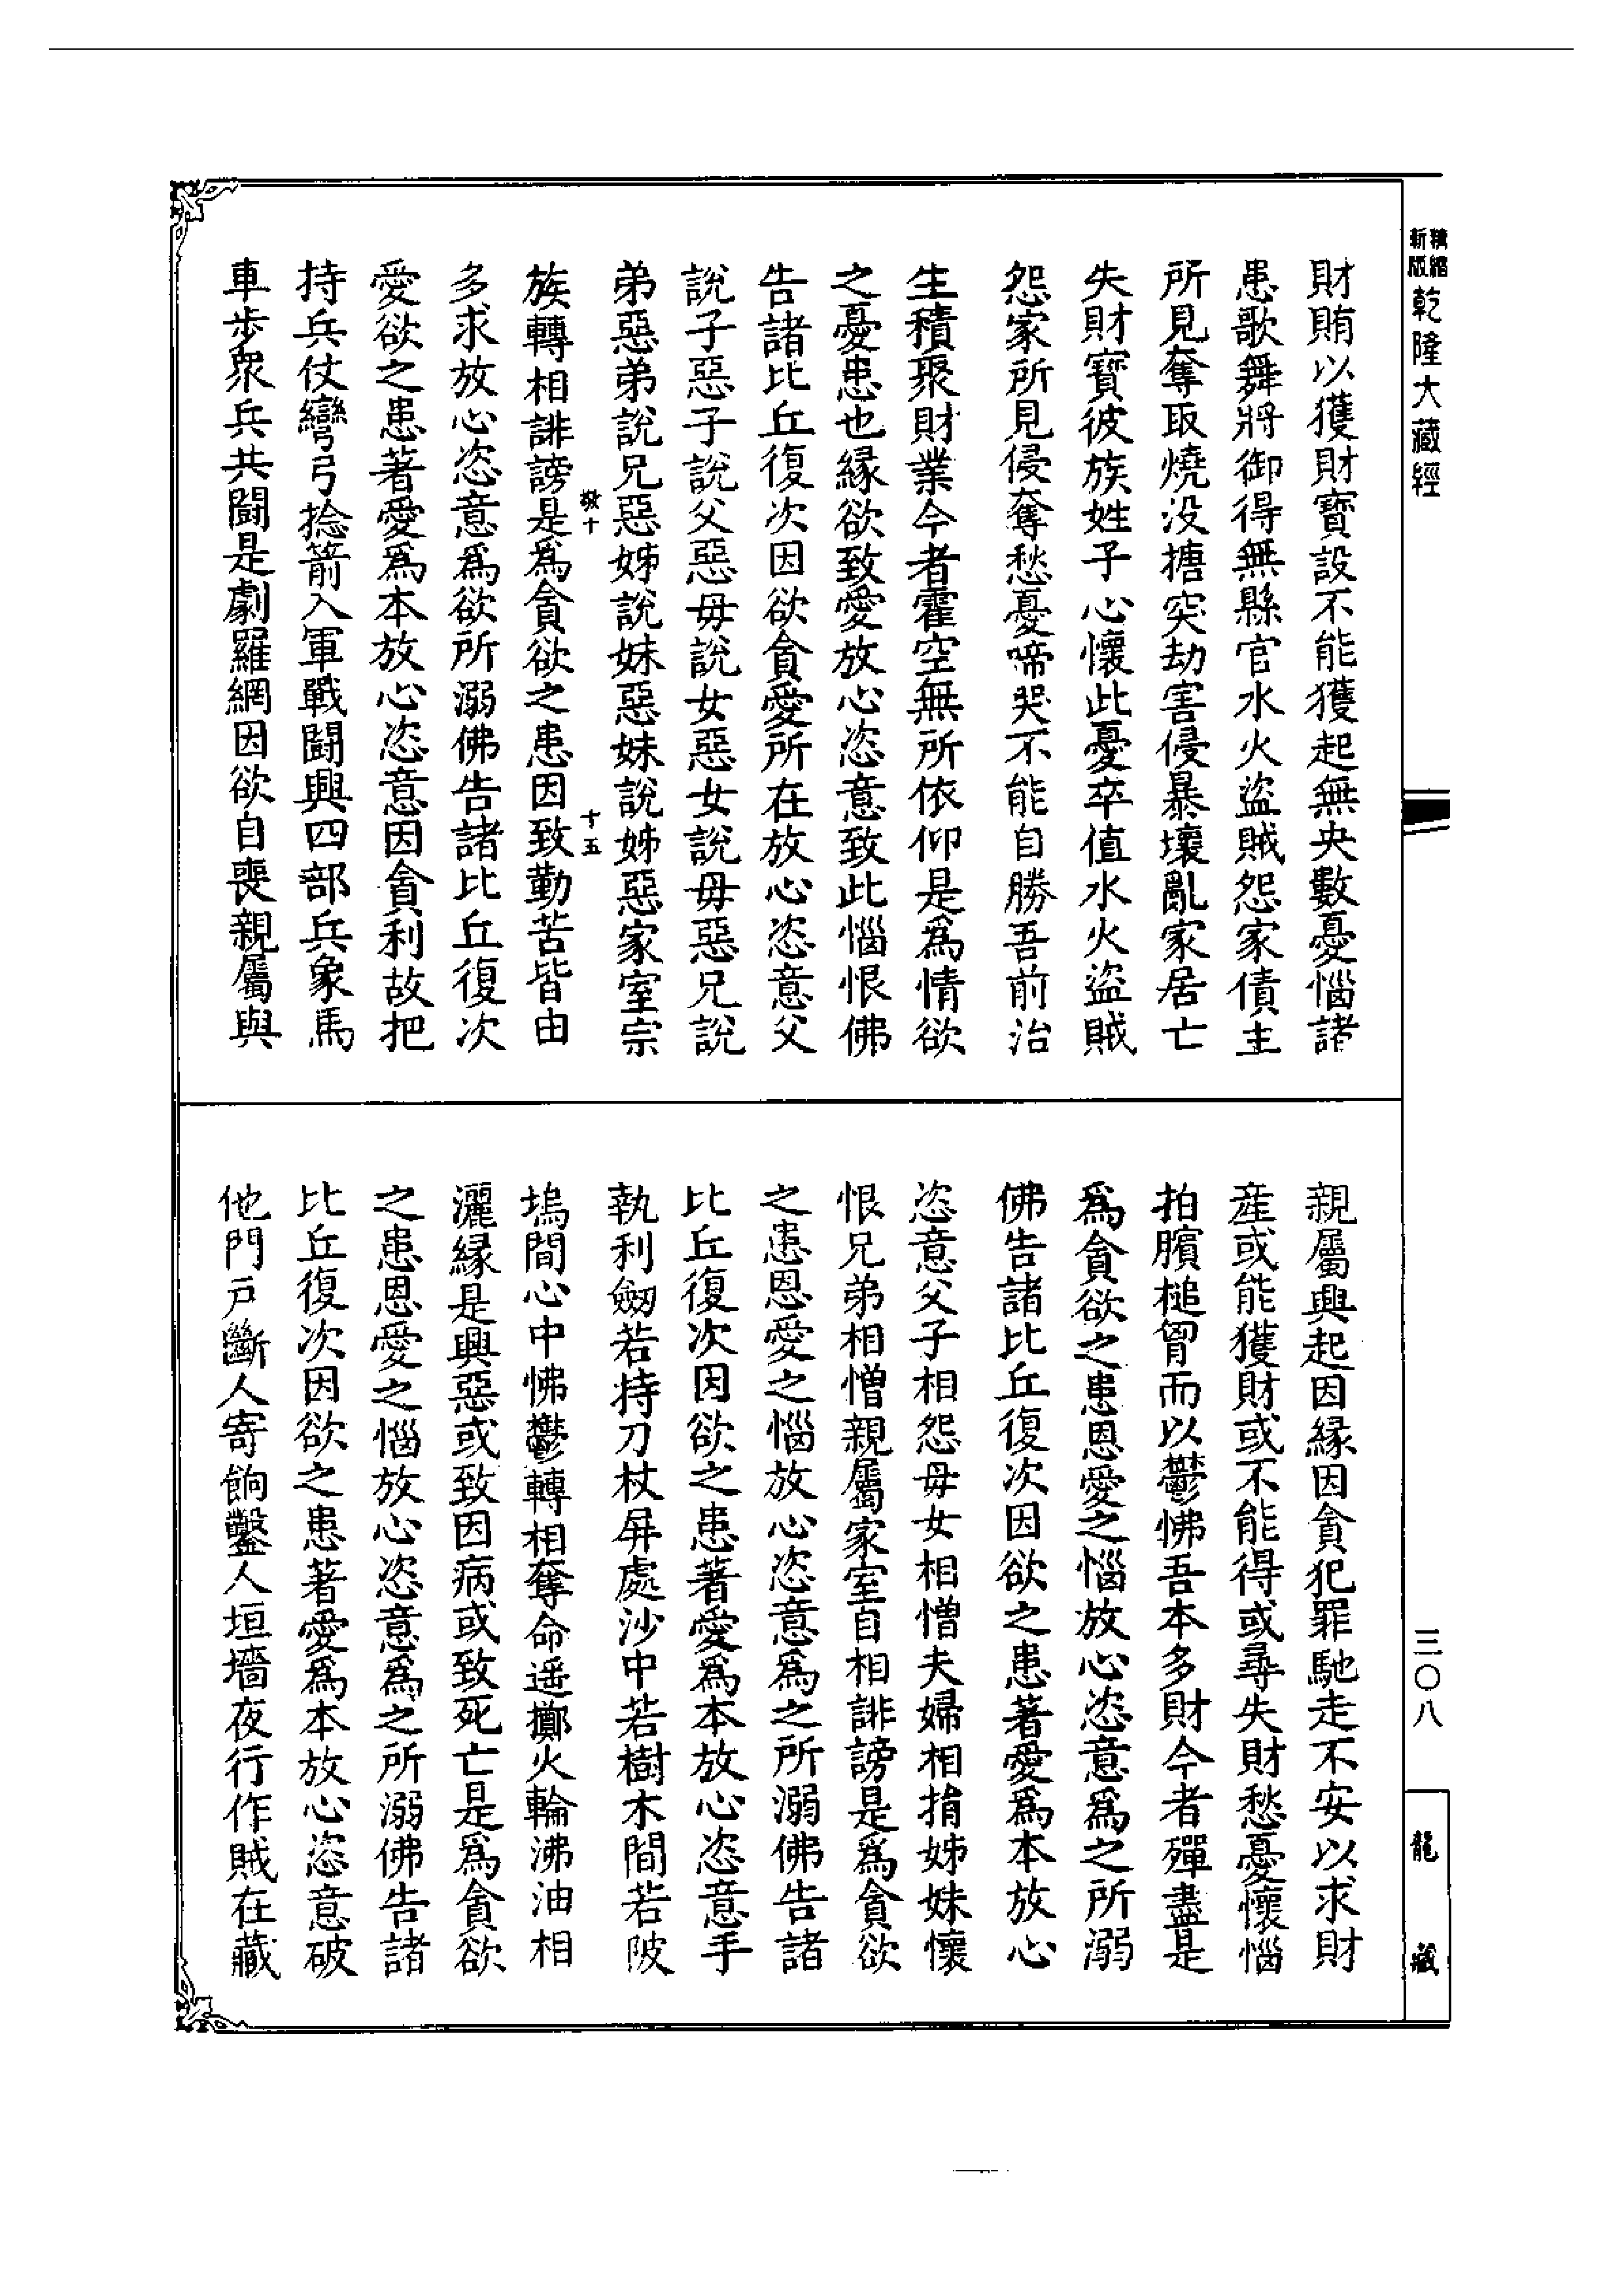 精縮
新版
乾隆大藏經
財賄以獲財寶設不能獲起無央數憂惱諸
患歌舞將御得無縣官水火盜賊怨家債主
所見奪取燒沒搪突劫害侵暴壞亂家居亡
失財寶彼族姓子心懷此憂卒值水火盜賊
怨家所見侵奪愁憂啼哭不能自勝吾前治
生積聚財業今者霍空無所依仰是爲情欲
之憂患也緣欲致愛放心恣意致此惱恨佛
告諸比丘復次因欲貪愛所在放心恣意父
說子惡子說父惡母說女惡女說母惡兄說
弟惡弟說兄惡姊說妹惡妹說姊惡家室宗
十
十五
族轉相誹謗是爲貪欲之患因致勤苦皆由
多求放心恣意爲欲所溺佛告諸比丘復次
愛欲之患著愛爲本放心恣意因貪利故把
持兵仗彎弓捻箭入軍戰鬪興四部兵象馬
車步衆兵共鬪是劇羅網因欲自喪親屬與
親屬興起因緣因貪犯罪馳走不安以求財
産或能獲財或不能得或尋失財愁憂懷惱
拍臏槌胷而以鬱怫吾本多財今者殫盡是
爲貪欲之患恩愛之惱放心恣意爲之所溺
佛告諸比丘復次因欲之患著愛爲本放心
恣意父子相怨母女相憎夫婦相捐姊妹懷
恨兄弟相憎親屬家室自相誹謗是爲貪欲
之患恩愛之惱放心恣意爲之所溺佛告諸
比丘復次因欲之患著愛爲本放心恣意手
執利劒若持刀杖屏處沙中若樹木間若陂
塢間心中怫鬱轉相奪命遥擲火輪沸油相
灑緣是興惡或致因病或致死亡是爲貪欲
之患恩愛之惱放心恣意爲之所溺佛告諸
比丘復次因欲之患著愛爲本放心恣意破
他門戶斷人寄餉鑿人垣墻夜行作賊在藏
三〇八
龍藏